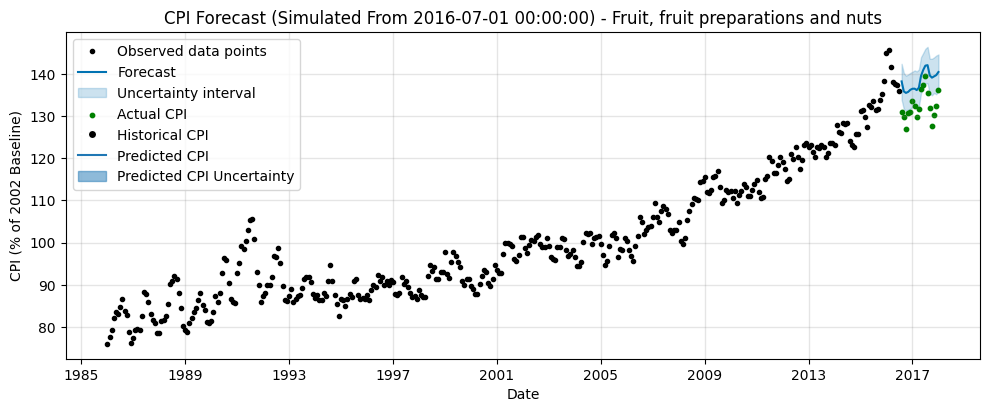 CPI Forecast (Simulated From 2016-07-01 00:00:00) - Fruit, fruit preparations and nuts
Observed data points
Forecast
Uncertainty interval
Actual CPI
Historical CPI
Predicted CPI
Predicted CPI Uncertainty
CPI (% of 2002 Baseline)
140
130
120
110
100
90
80
1985 1989 1993 1997 2001 2005 2009 2013 2017
Date